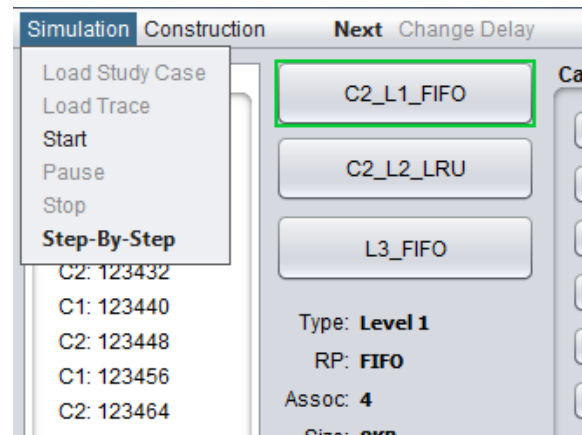 Simulation Construction Next Change Delay
Load Study Case
Load Trace
Start
Pause
Stop
Step-By-Step
C2: 123432
C1: 123440
C2: 123448
C1: 123456
C2: 123464
C2_L1_FIFO
C2_L2_LRU
L3_FIFO
Type: Level 1
RP: FIFO
Assoc: 4
Ca